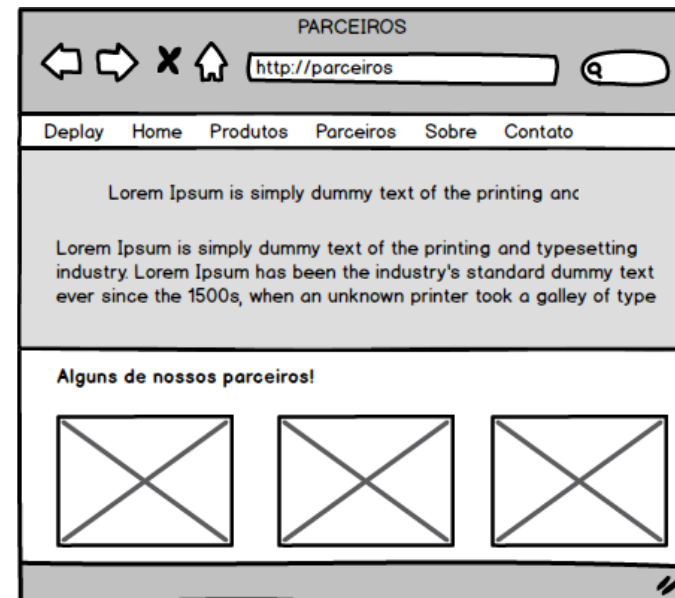 PARCEIROS
http://parceiros
Deplay Home Produtos Parceiros Sobre Contato
Lorem Ipsum is simply dummy text of the printing and
Lorem Ipsum is simply dummy text of the printing and typesetting
industry. Lorem Ipsum has been the industry's standard dummy text
ever since the 1500s, when an unknown printer took a galley of type
Alguns de nossos parceiros!